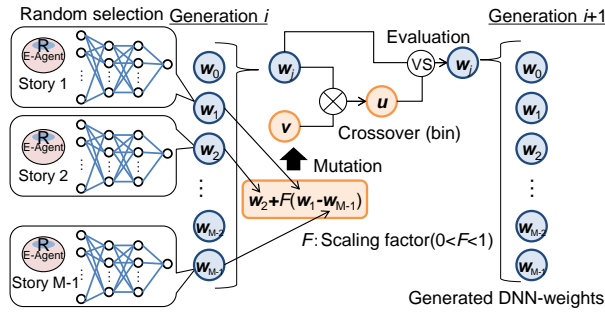 Random selection
Generation i
Evaluation
Generation i+1
R
E-Agent
Story 1
w0
w1
w2
⋮
wM-2
wM-1
wj
VS
wj
v
u
Crossover (bin)
Mutation
w2+F(w1-wM-1)
F: Scaling factor(0<F<1)
R
E-Agent
Story 2
⋮
R
E-Agent
Story M-1
w0
w1
w2
⋮
wM-2
wM-1
Generated DNN-weights